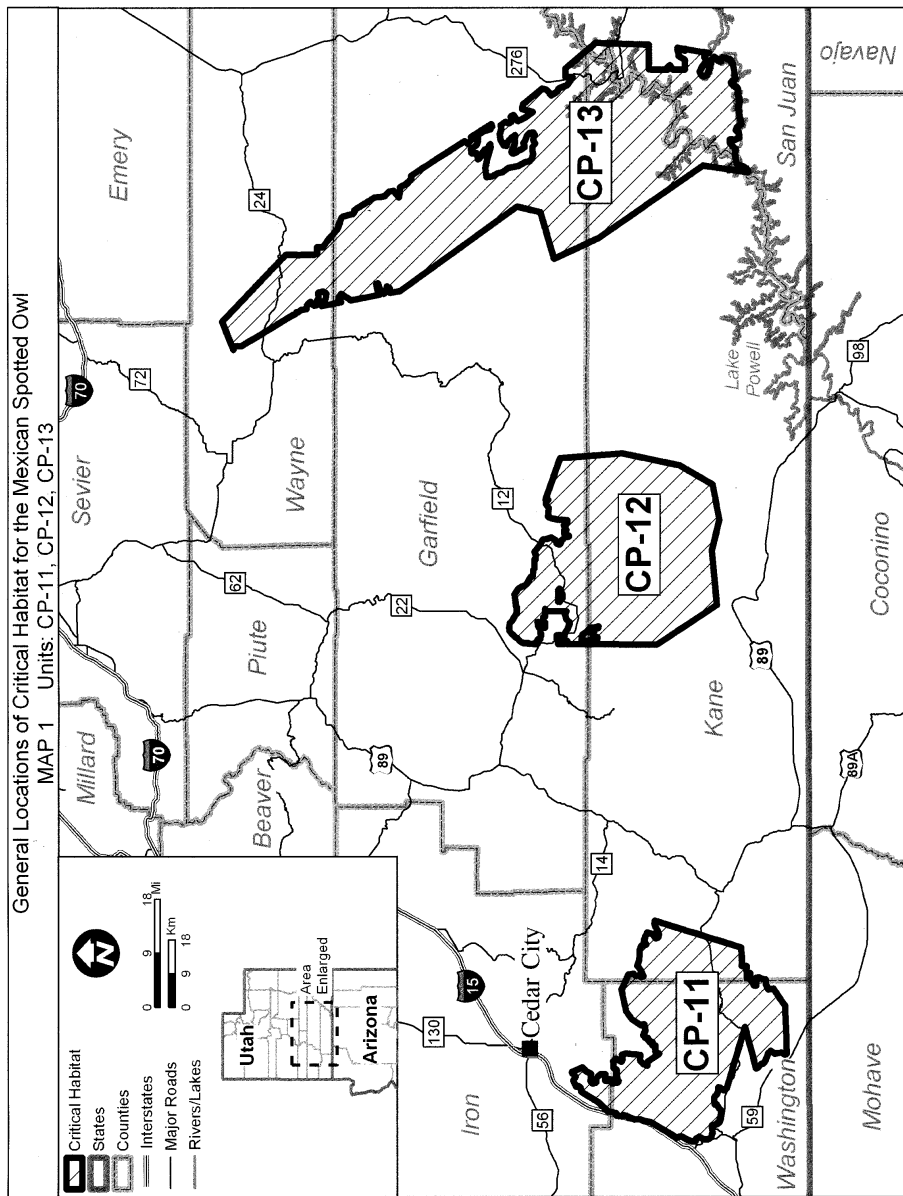 General Locations of Critical Habitat for the Mexican Spotted Owl
MAP 1 Units: CP-11, CP-12, CP-13
Critical Habitat
States
Counties
Interstates
Major Roads
Rivers/Lakes
N
0 9 18 Mi
0 9 18 Km
Utah
Area
Enlarged
Arizona
Millard
Sevier
Emery
70
70
72
24
Beaver
Piute
Wayne
62
276
89
22
Garfield
12
15
130
Cedar City
Iron
56
14
CP-13
CP-12
CP-11
Kane
Lake
Powell
San Juan
59
Washington
89
89A
98
Mohave
Coconino
Navajo